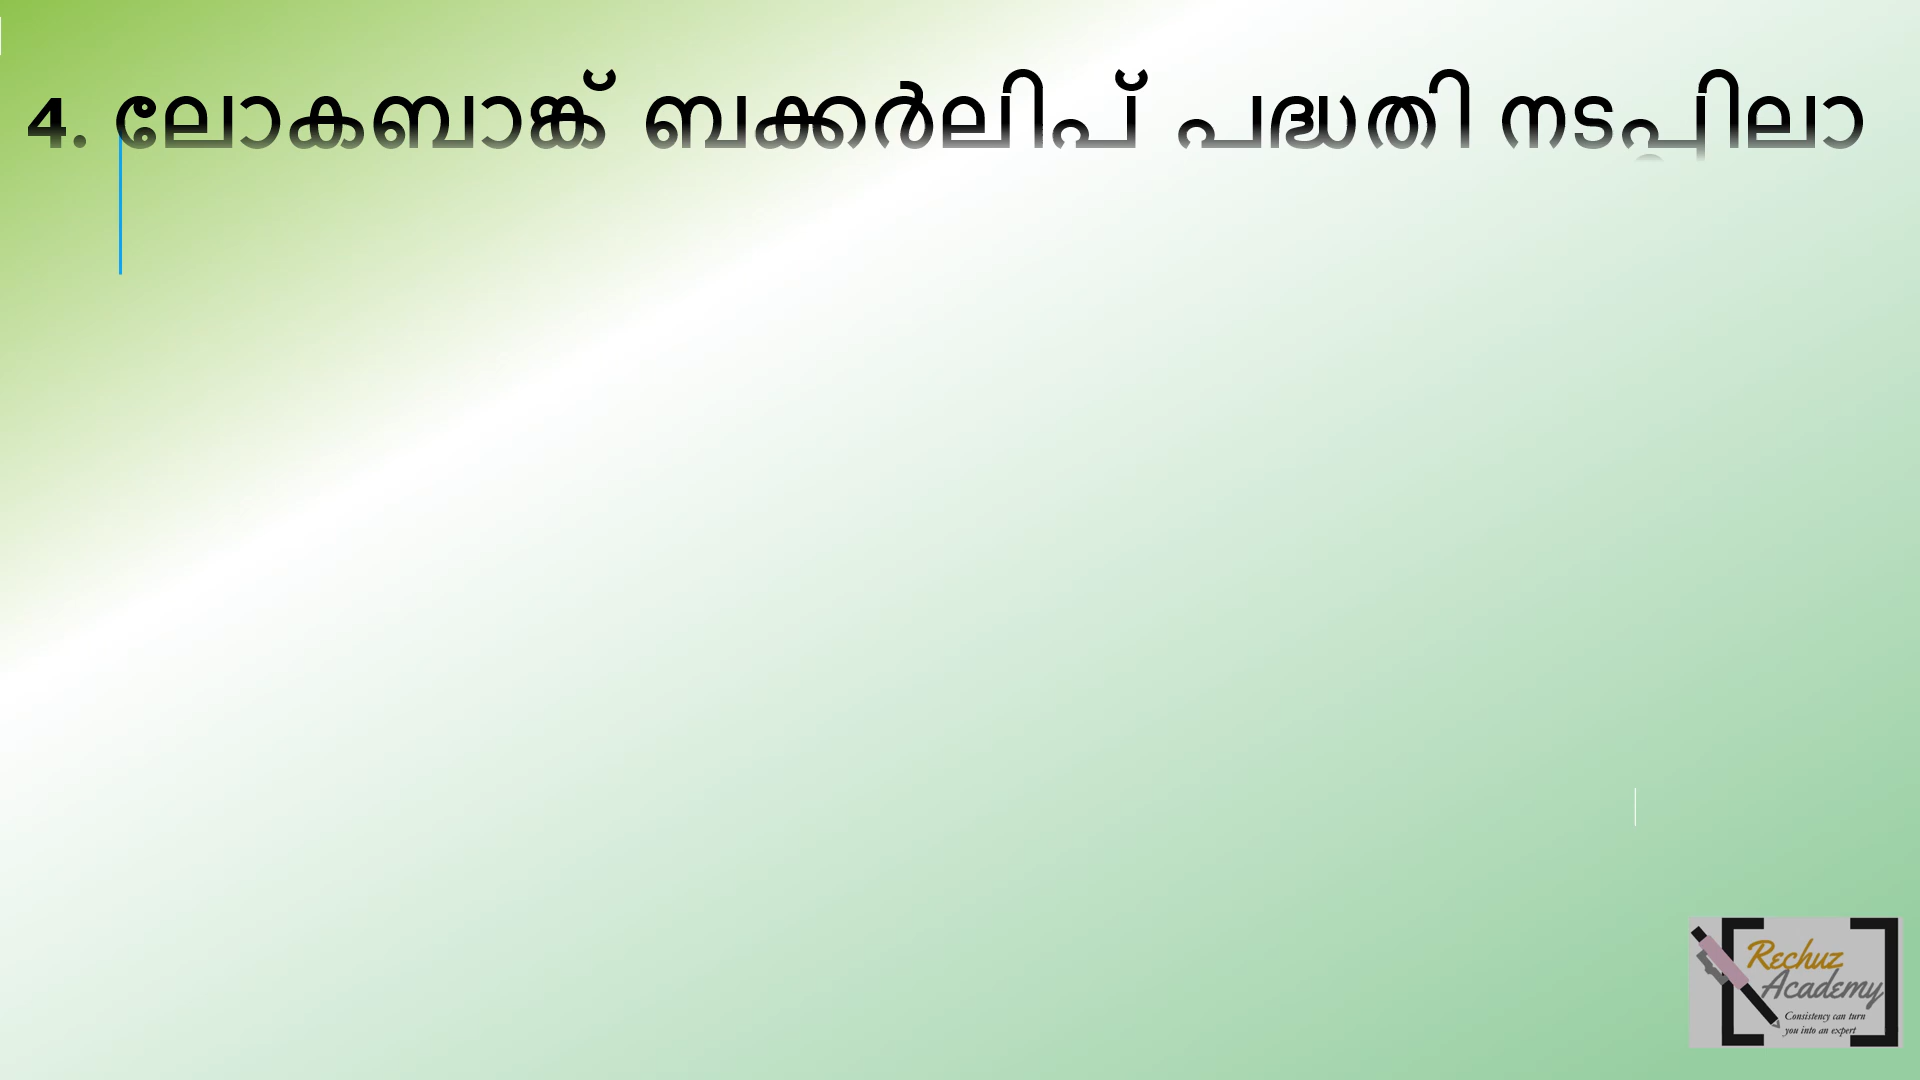 4. ലോകബാങ്ക് ബക്കർലിപ് പദ്ധതി നടപ്പിലാ
Rechuz
Academy
Consistency can turn
you into an expert